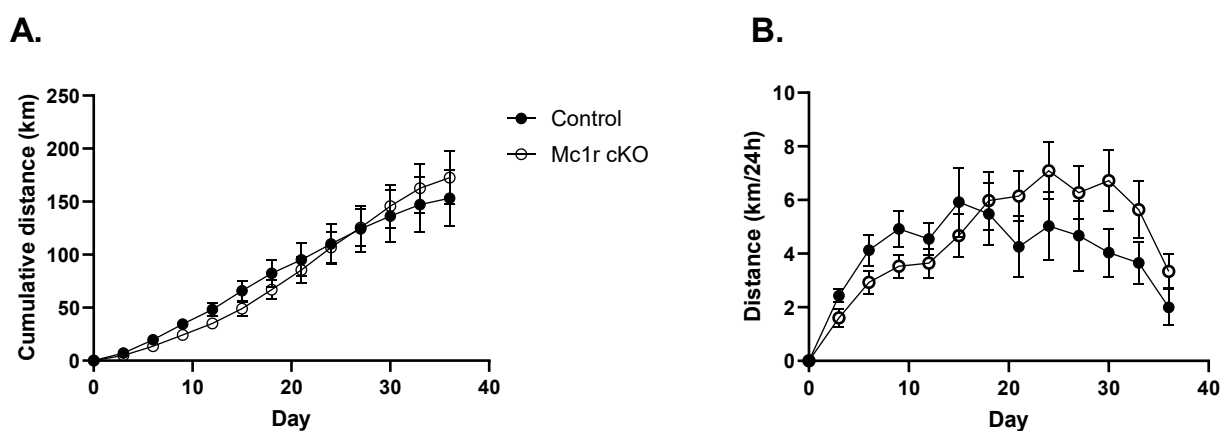 A.
Cumulative distance (km)
250
200
150
100
50
0
0 10 20 30 40
Day
Control
Mc1r cKO
B.
Distance (km/24h)
10
8
6
4
2
0
0 10 20 30 40
Day